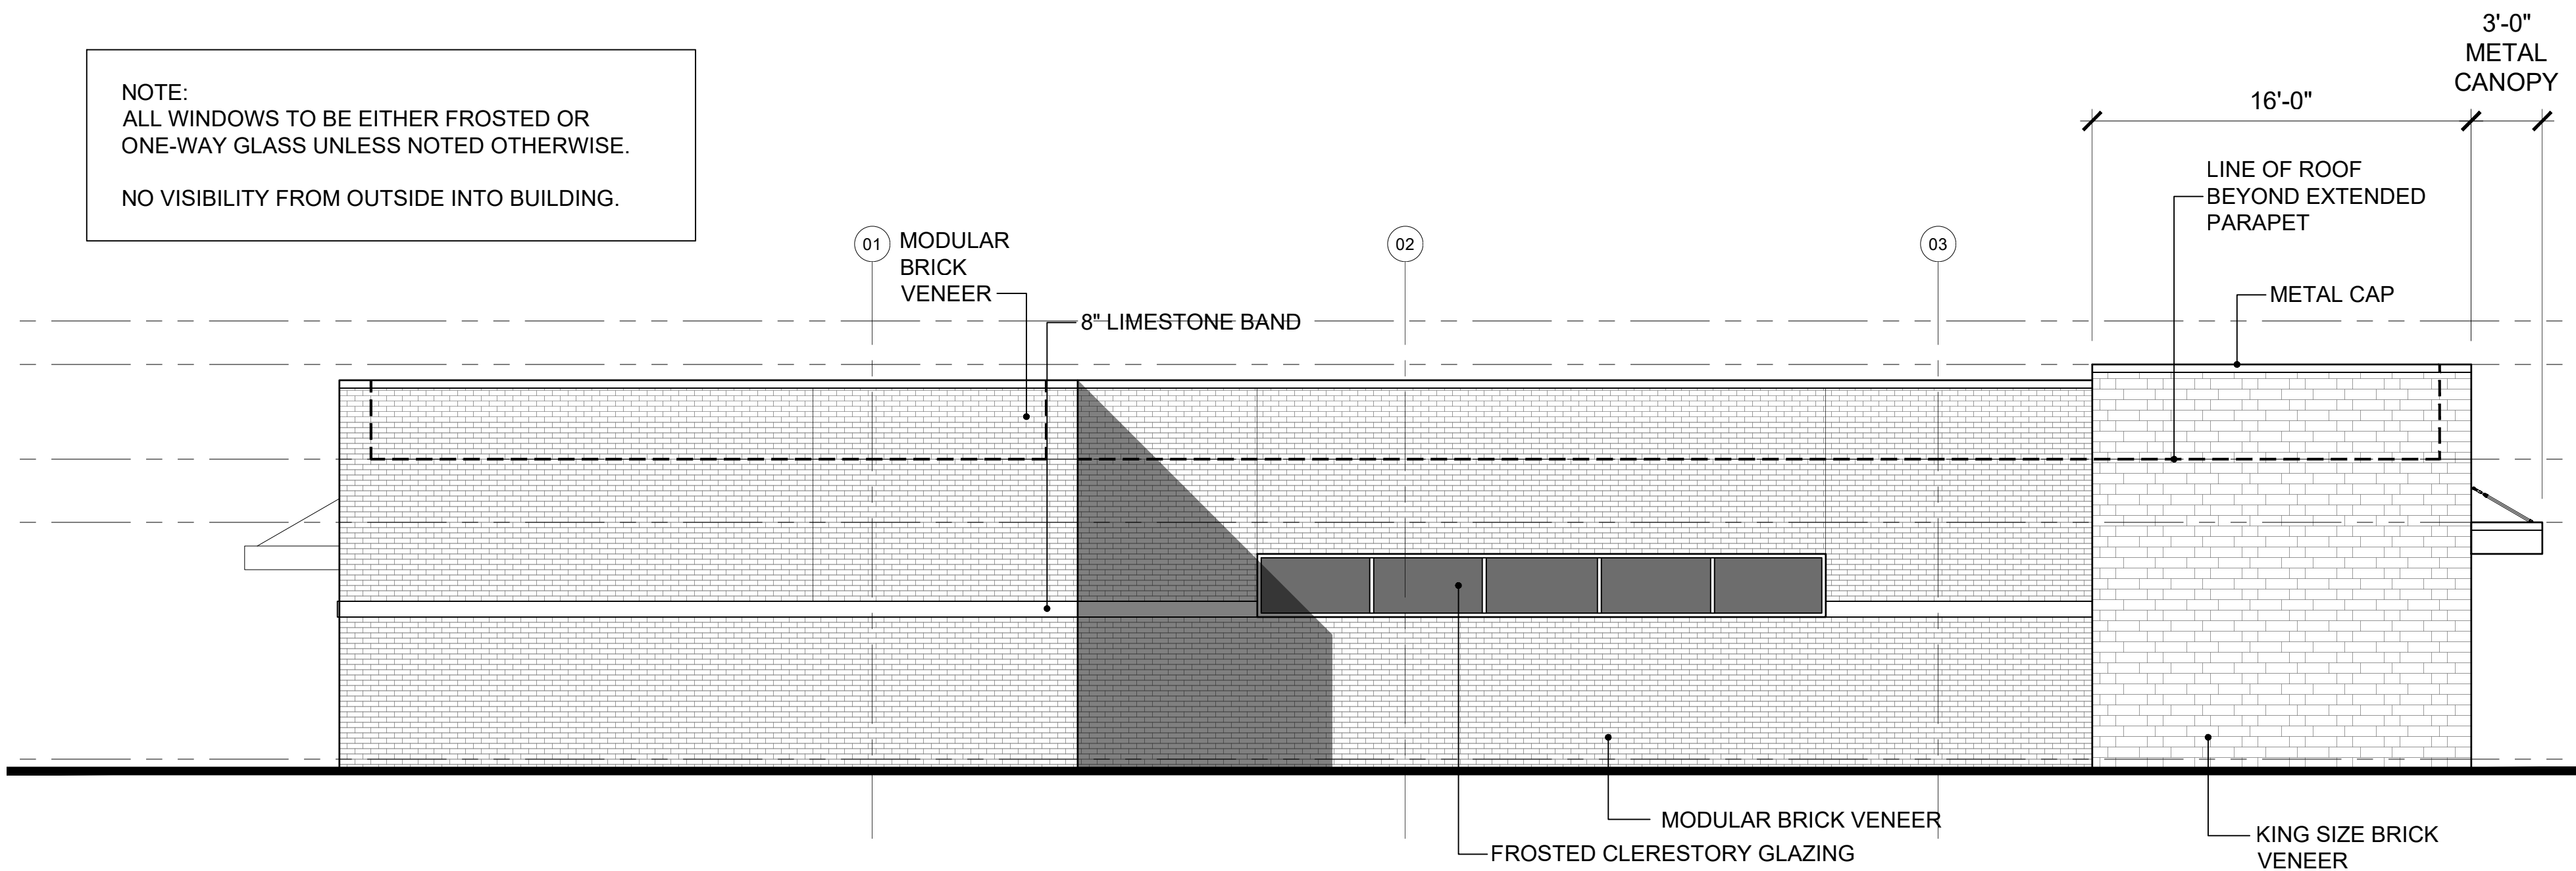 3'-0"
METAL
CANOPY
NOTE:
ALL WINDOWS TO BE EITHER FROSTED OR
ONE-WAY GLASS UNLESS NOTED OTHERWISE.
NO VISIBILITY FROM OUTSIDE INTO BUILDING.
16'-0"
LINE OF ROOF
BEYOND EXTENDED
PARAPET
01
MODULAR
BRICK
VENEER
02
03
METAL CAP
8" LIMESTONE BAND
MODULAR BRICK VENEER
FROSTED CLERESTORY GLAZING
KING SIZE BRICK
VENEER